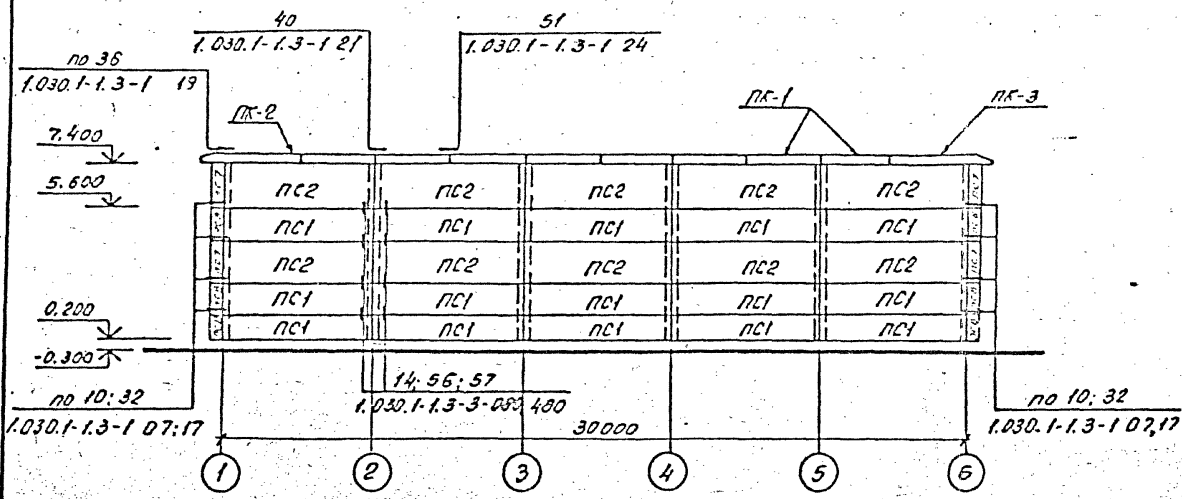 40
1.030.1-1.3-1 21
51
1.030.1-1.3-1 24
по 36
1.030.1-1.3-1 19
ПК-2
ПК-1
ПК-3
7.400
5.600
ПС2 ПС2 ПС2 ПС2 ПС2
ПС1 ПС1 ПС1 ПС1 ПС1
ПС2 ПС2 ПС2 ПС2 ПС2
ПС1 ПС1 ПС1 ПС1 ПС1
ПС1 ПС1 ПС1 ПС1 ПС1
0.200
-0.300
по 10; 32
1.030.1-1.3-1 07;17
14; 56; 57
1.030.1-1.3-3- 480
30000
по 10; 32
1.030.1-1.3-1 07,17
1 2 3 4 5 6